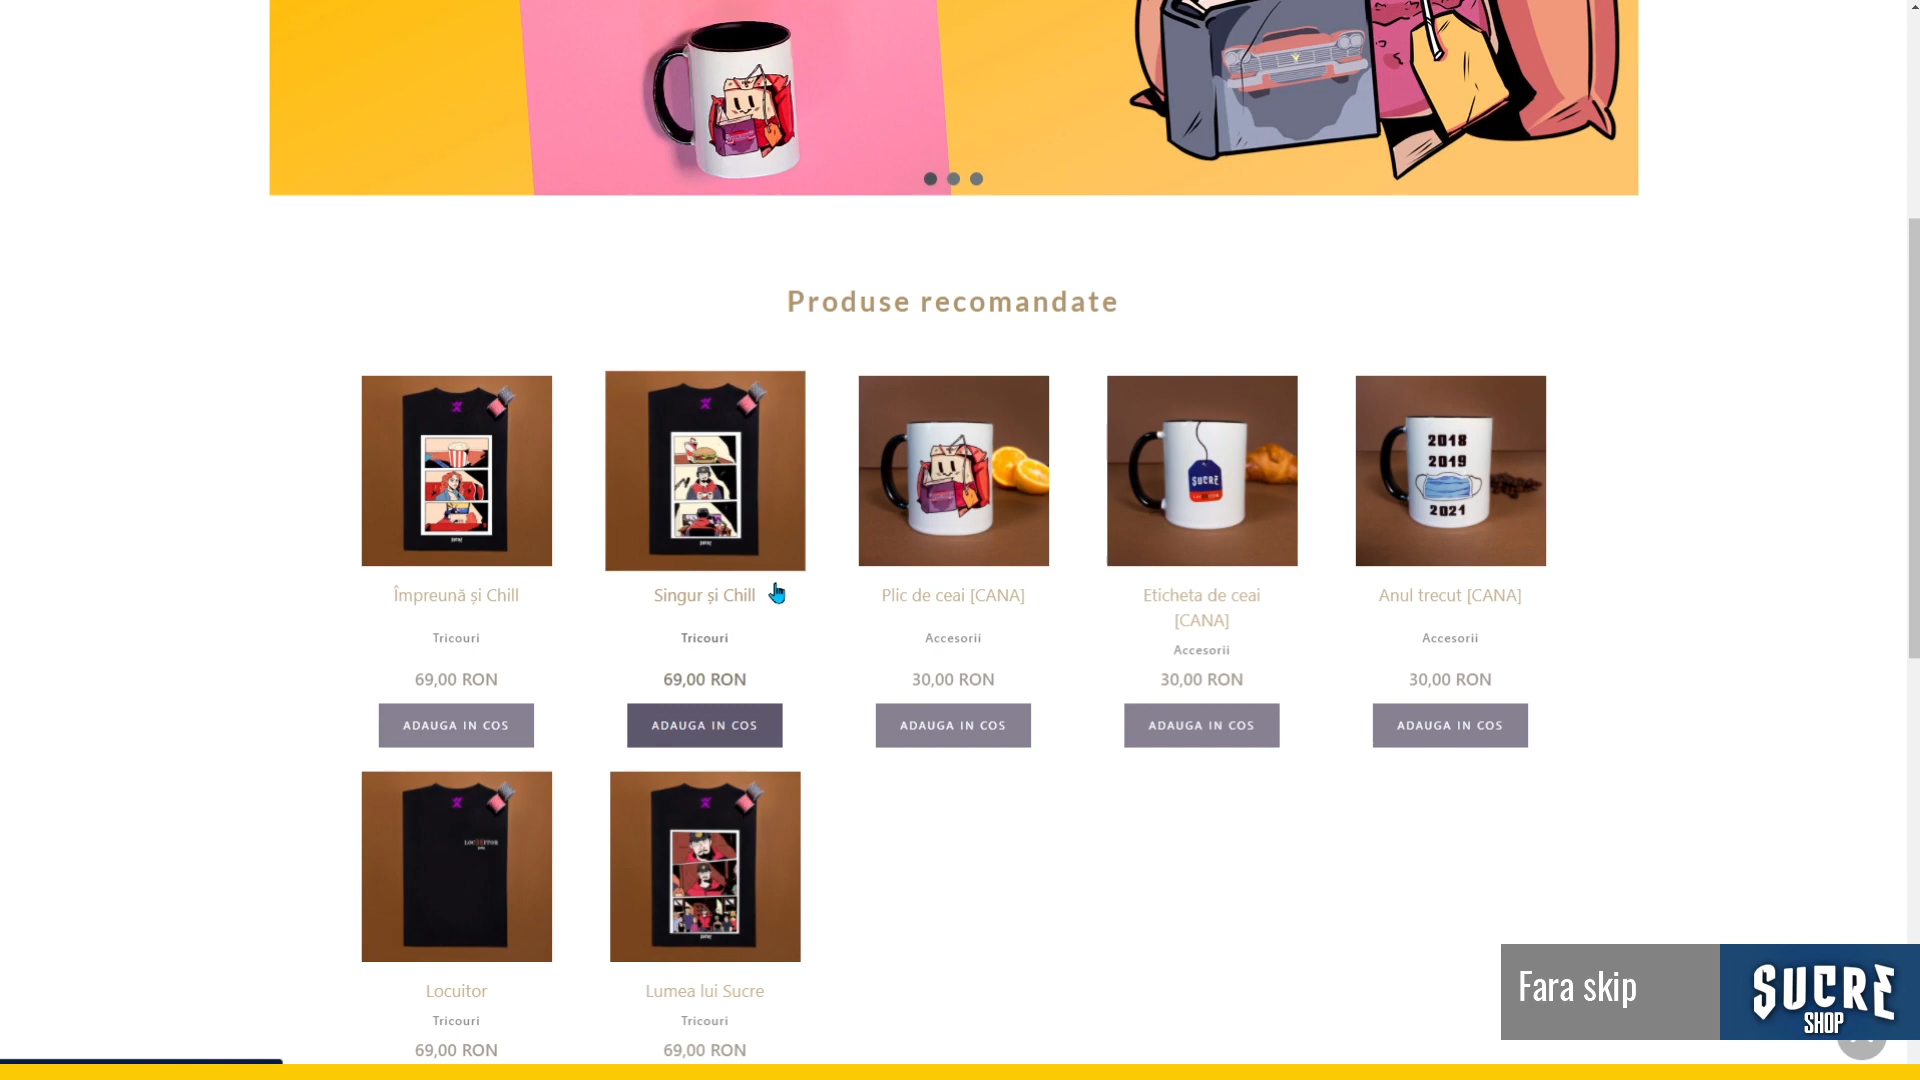 Produse recomandate
2018
2019
2021
SUCRE
Împreună și Chill
Singur și Chill
Plic de ceai [CANA]
Eticheta de ceai
[CANA]
Anul trecut [CANA]
Tricouri
Tricouri
Accesorii
Accesorii
Accesorii
69,00 RON
69,00 RON
30,00 RON
30,00 RON
30,00 RON
ADAUGA IN COS
ADAUGA IN COS
ADAUGA IN COS
ADAUGA IN COS
ADAUGA IN COS
Locuitor
Lumea lui Sucre
Tricouri
Tricouri
69,00 RON
69,00 RON
Fara skip
SUCRE
SHOP